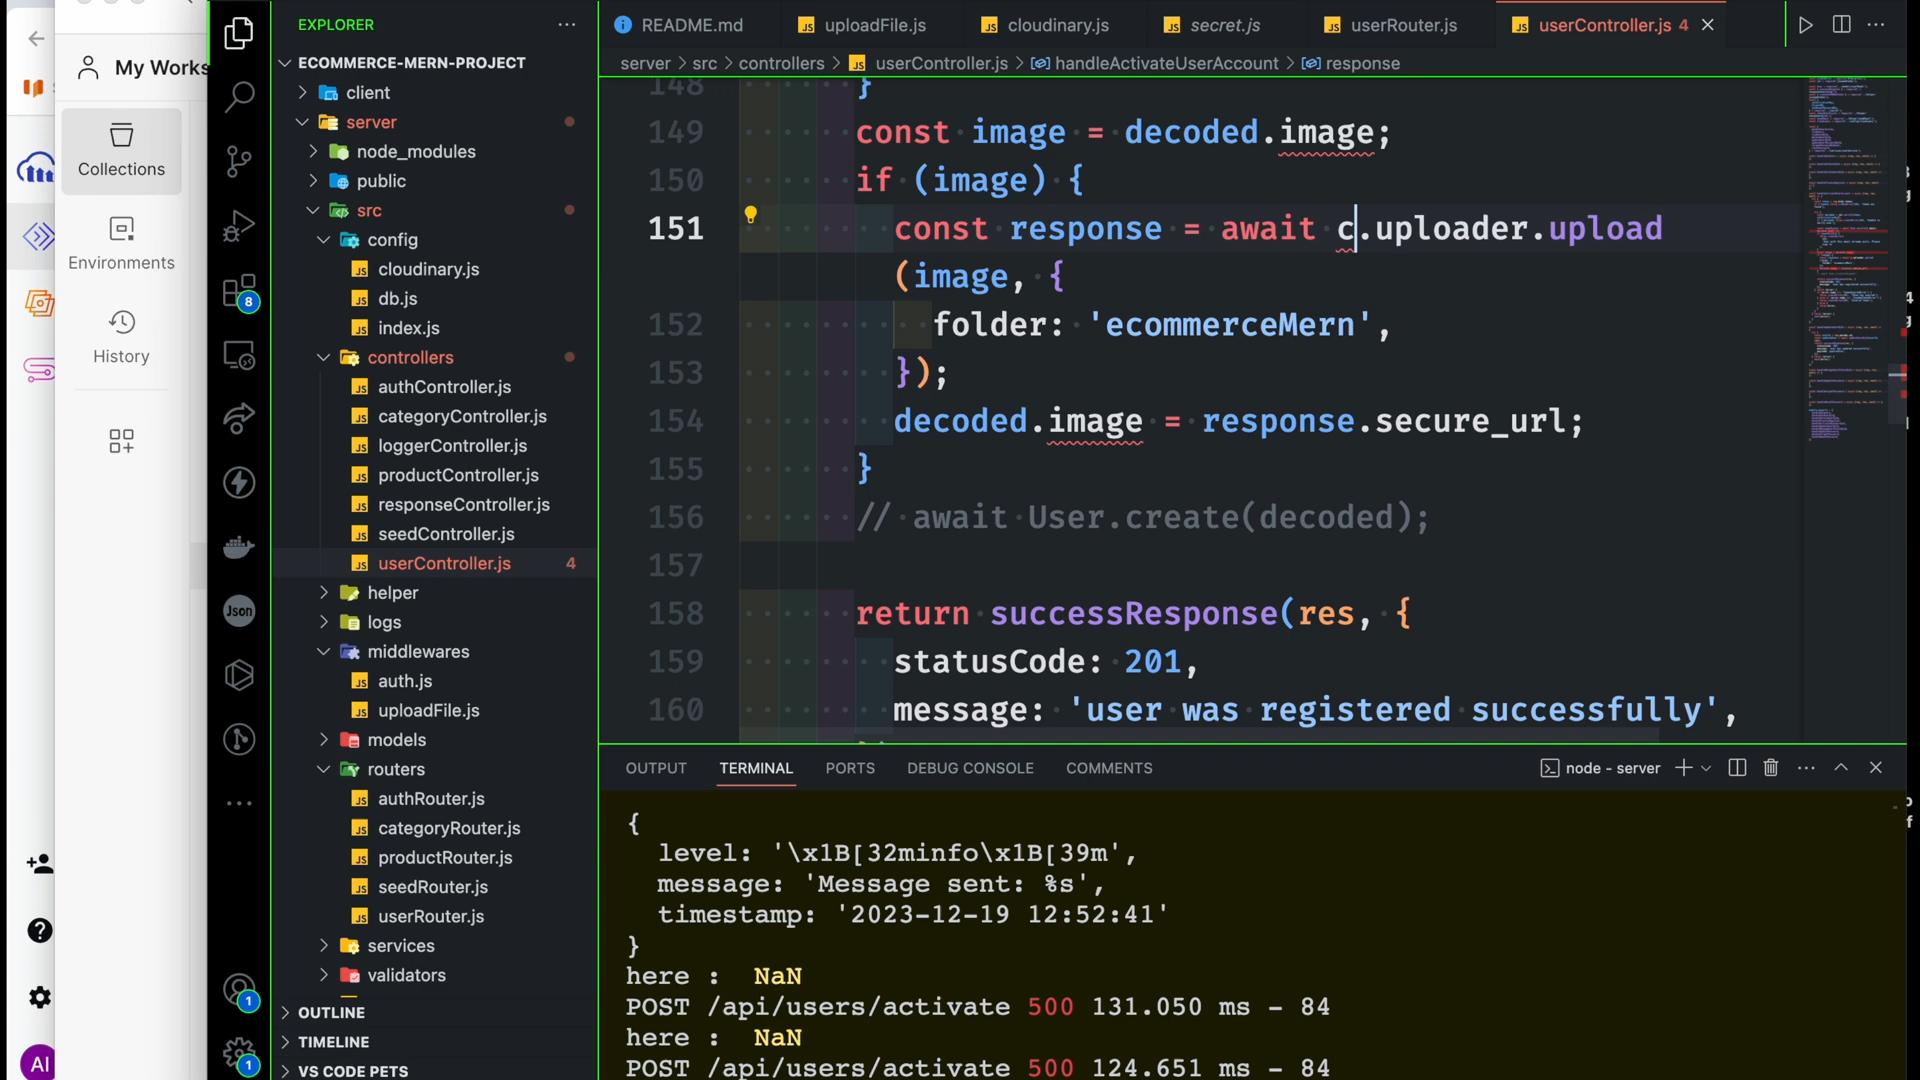 My Works
Collections
Environments
History
AI
8
Json
1
1
EXPLORER
ECOMMERCE-MERN-PROJECT
client
server
node_modules
public
src
config
cloudinary.js
db.js
index.js
controllers
authController.js
categoryController.js
loggerController.js
productController.js
responseController.js
seedController.js
userController.js 4
helper
logs
middlewares
auth.js
uploadFile.js
models
routers
authRouter.js
categoryRouter.js
productRouter.js
seedRouter.js
userRouter.js
services
validators
OUTLINE
TIMELINE
VS CODE PETS
README.md uploadFile.js cloudinary.js secret.js userRouter.js userController.js 4
server > src > controllers > userController.js > handleActivateUserAccount > response
148 }
149 const image = decoded.image;
150 if (image) {
151 const response = await c.uploader.upload
(image, {
152 folder: 'ecommerceMern',
153 });
154 decoded.image = response.secure_url;
155 }
156 // await User.create(decoded);
157
158 return successResponse(res, {
159 statusCode: 201,
160 message: 'user was registered successfully',
OUTPUT TERMINAL PORTS DEBUG CONSOLE COMMENTS node - server
{
level: '\x1B[32minfo\x1B[39m',
message: 'Message sent: %s',
timestamp: '2023-12-19 12:52:41'
}
here : NaN
POST /api/users/activate 500 131.050 ms - 84
here : NaN
POST /api/users/activate 500 124.651 ms - 84